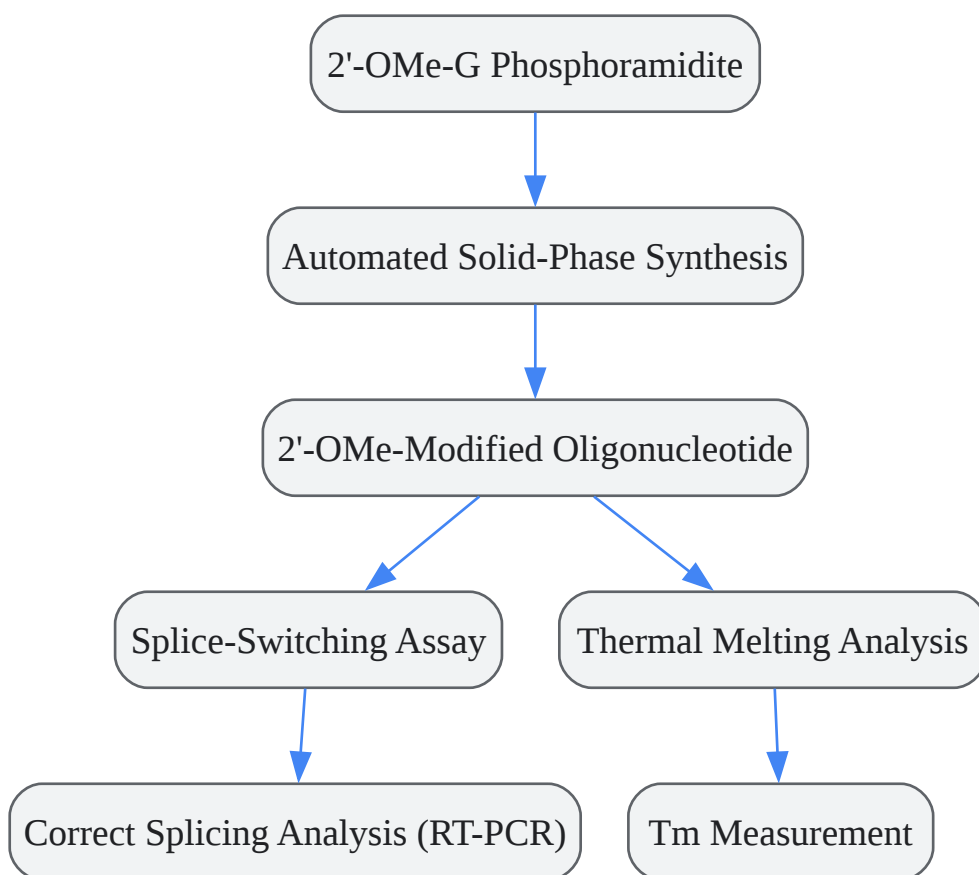 2'-OMe-G Phosphoramidite
Automated Solid-Phase Synthesis
2'-OMe-Modified Oligonucleotide
Splice-Switching Assay
Thermal Melting Analysis
Correct Splicing Analysis (RT-PCR)
Tm Measurement